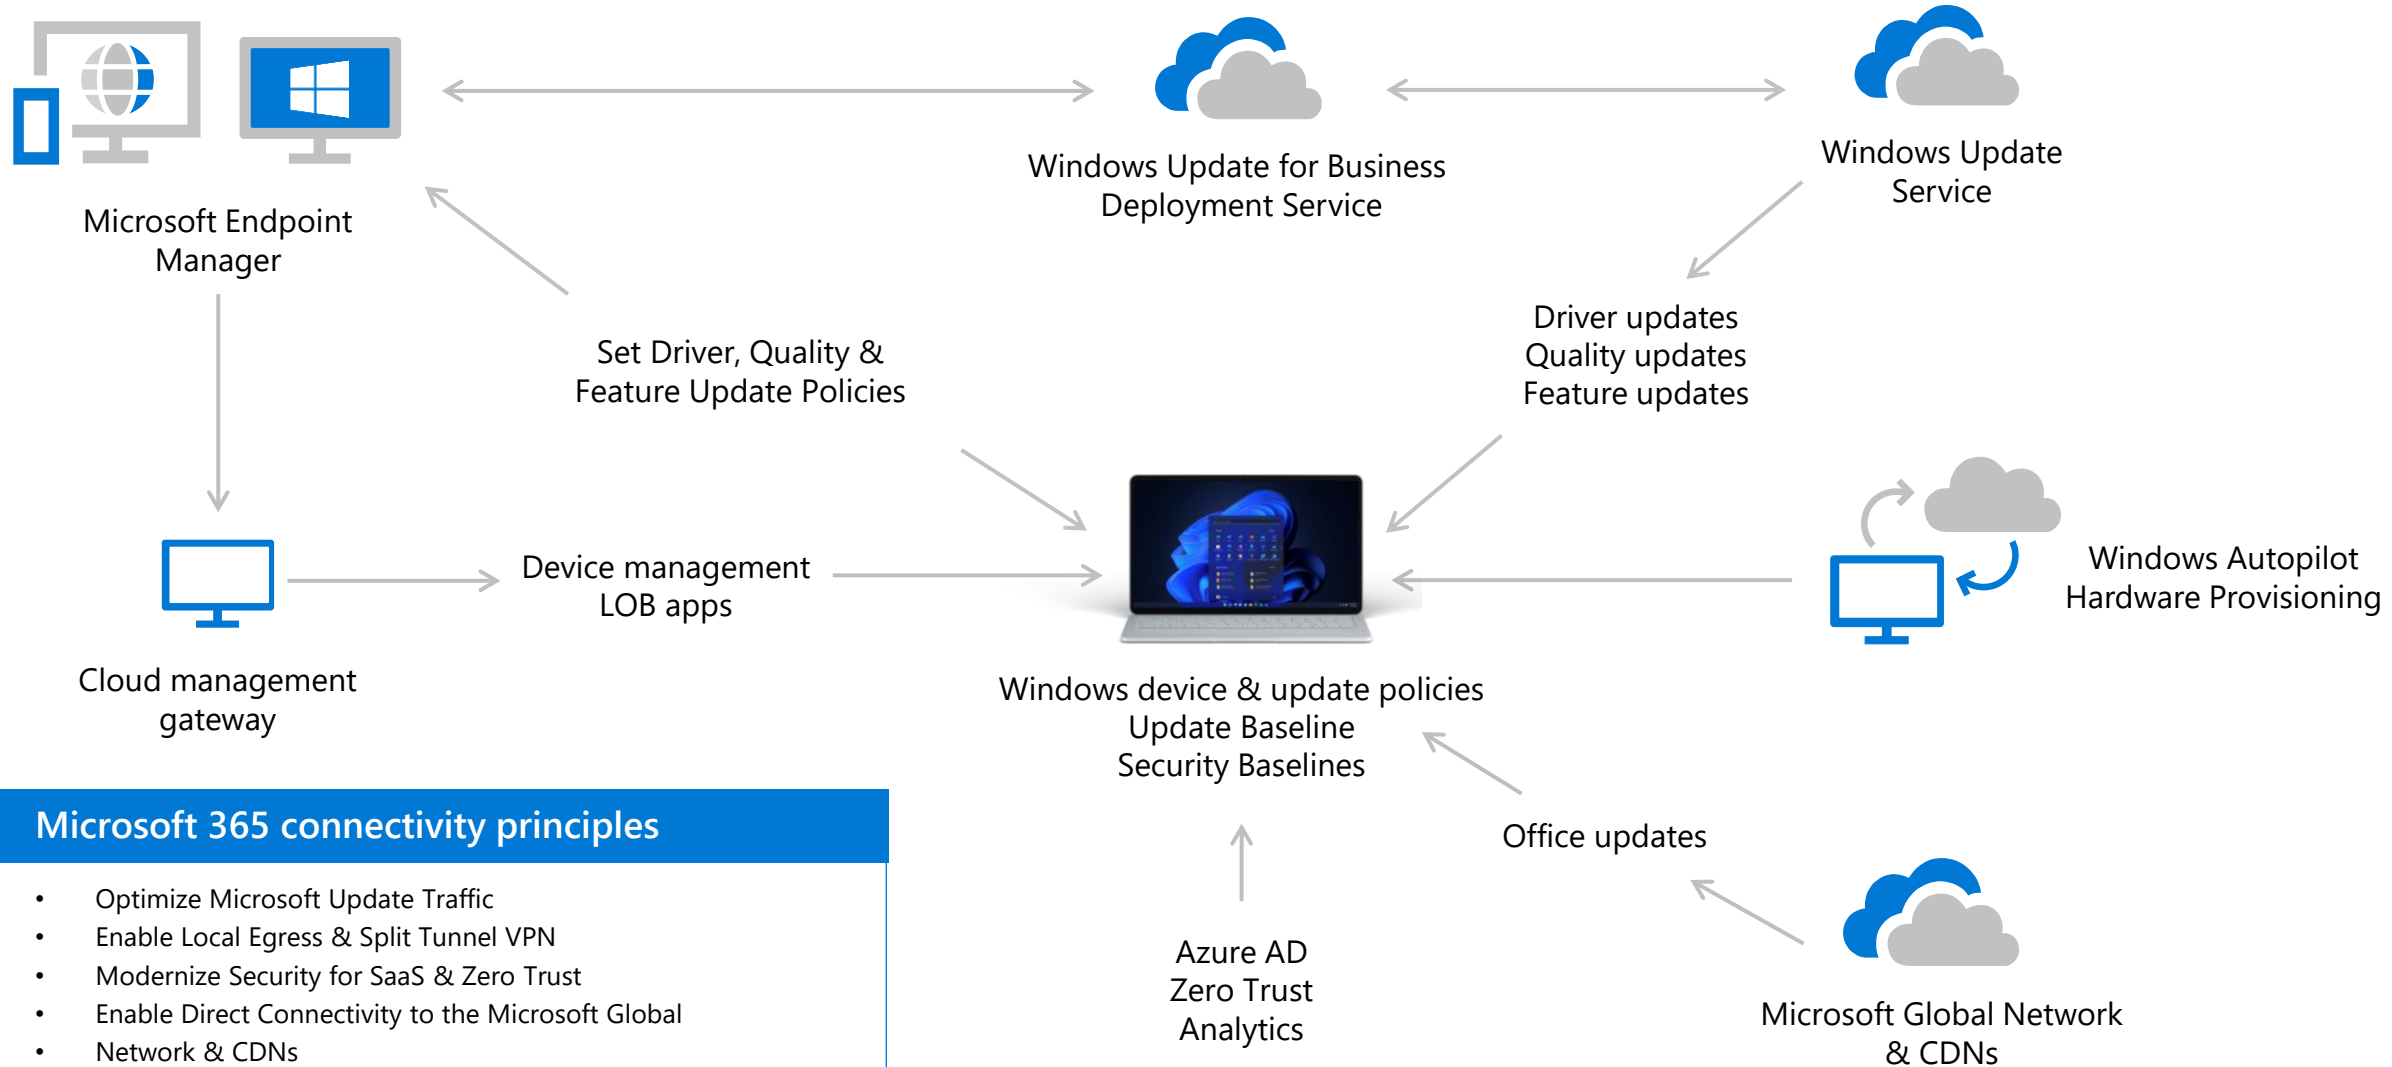 Microsoft Endpoint
Manager
Windows Update for Business
Deployment Service
Windows Update
Service
Set Driver, Quality &
Feature Update Policies
Driver updates
Quality updates
Feature updates
Device management
LOB apps
Windows Autopilot
Hardware Provisioning
Cloud management
gateway
Windows device & update policies
Update Baseline
Security Baselines
Office updates
Azure AD
Zero Trust
Analytics
Microsoft Global Network
& CDNs
Microsoft 365 connectivity principles
• Optimize Microsoft Update Traffic
• Enable Local Egress & Split Tunnel VPN
• Modernize Security for SaaS & Zero Trust
• Enable Direct Connectivity to the Microsoft Global
• Network & CDNs